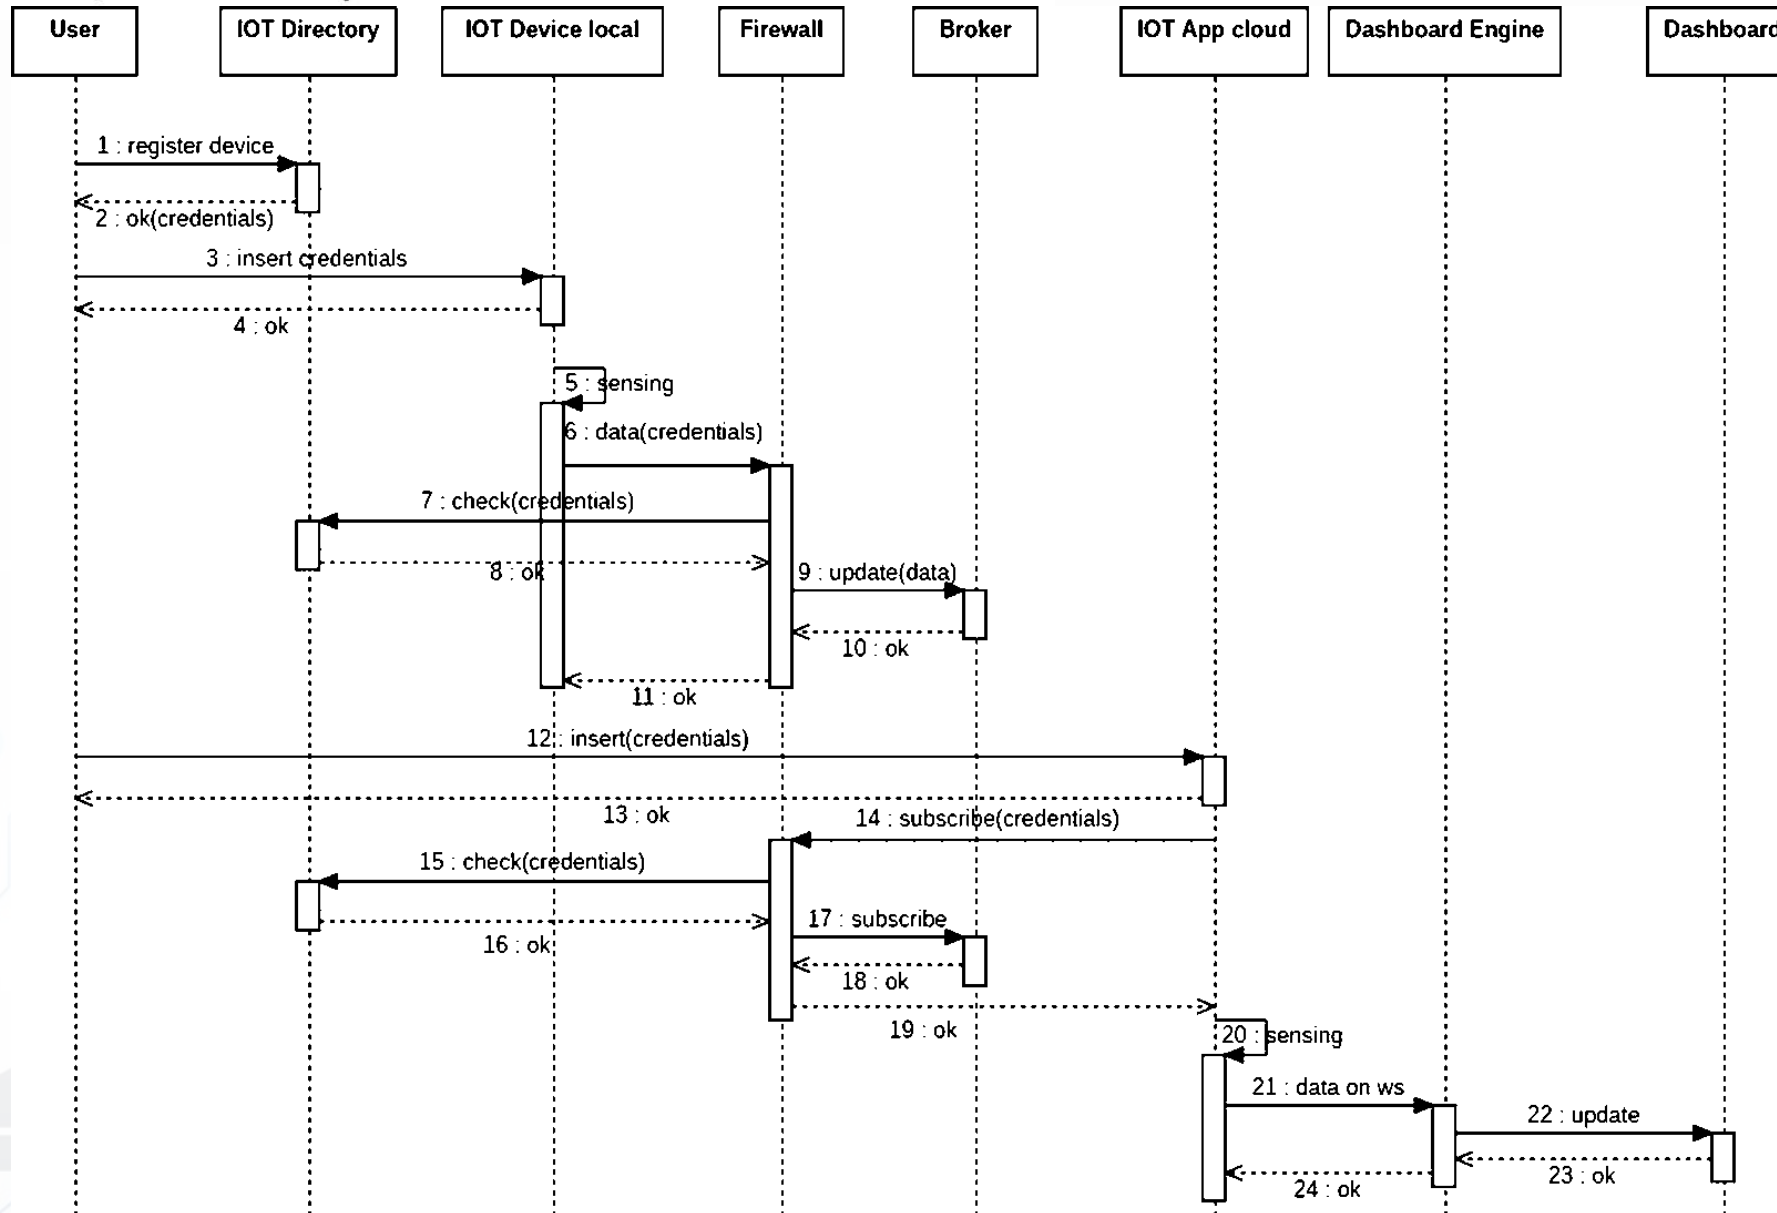 User
IOT Directory
IOT Device local
Firewall
Broker
IOT App cloud
Dashboard Engine
Dashboard
1 : register device
2 : ok(credentials)
3 : insert credentials
4 : ok
5 : sensing
6 : data(credentials)
7 : check(credentials)
8 : ok
9 : update(data)
10 : ok
11 : ok
12 : insert(credentials)
13 : ok
14 : subscribe(credentials)
15 : check(credentials)
16 : ok
17 : subscribe
18 : ok
19 : ok
20 : sensing
21 : data on ws
22 : update
23 : ok
24 : ok